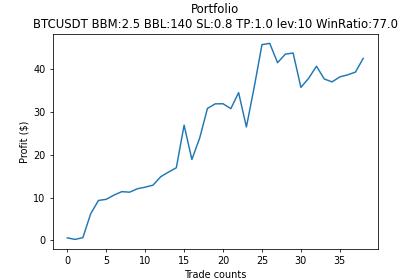 Portfolio
BTCUSDT BBM:2.5 BBL:140 SL:0.8 TP:1.0 lev:10 WinRatio:77.0
40
30
20
10
0
Profit ($)
0 5 10 15 20 25 30 35
Trade counts